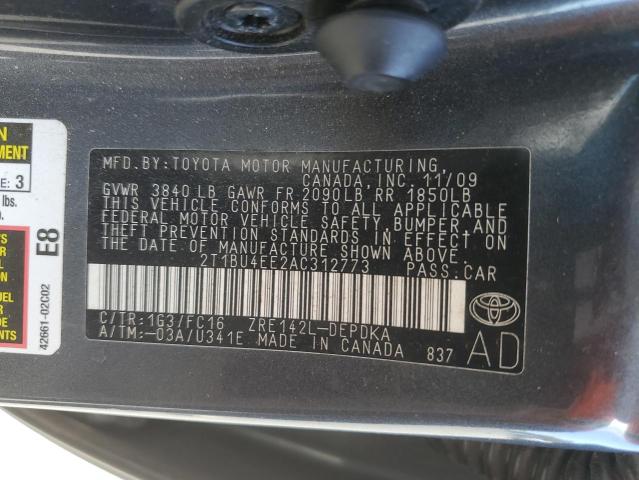 MFD.BY:TOYOTA MOTOR MANUFACTURING,
CANADA, INC. 11/09
GVWR 3840 LB GAWR FR 2090LB RR 1850LB
THIS VEHICLE CONFORMS TO ALL APPLICABLE
FEDERAL MOTOR VEHICLE SAFETY,BUMPER,AND
THEFT PREVENTION STANDARDS IN EFFECT ON
THE DATE OF MANUFACTURE SHOWN ABOVE.
2T1BU4EE2AC312773 PASS.CAR
C/TR:1G3/FC16 ZRE142L-DEPDKA
A/TM:-03A/U341E MADE IN CANADA 837
TOYOTA
AD
E: 3
lbs.
E8
42661-02C02